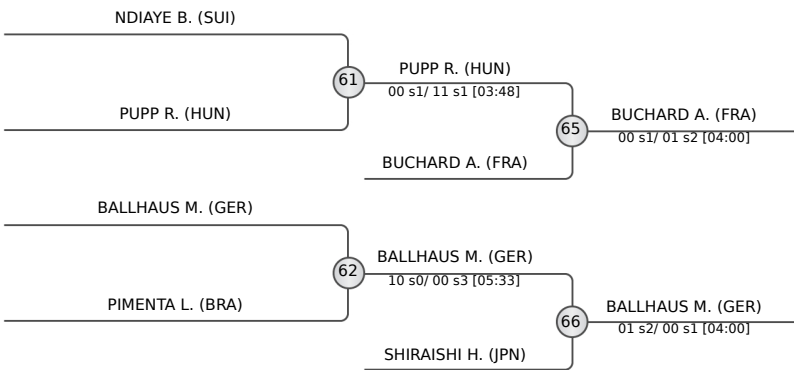 NDIAYE B. (SUI)
61
PUPP R. (HUN)
00 s1/ 11 s1 [03:48]
PUPP R. (HUN)
65
BUCHARD A. (FRA)
00 s1/ 01 s2 [04:00]
BUCHARD A. (FRA)
BALLHAUS M. (GER)
62
BALLHAUS M. (GER)
10 s0/ 00 s3 [05:33]
PIMENTA L. (BRA)
66
BALLHAUS M. (GER)
01 s2/ 00 s1 [04:00]
SHIRAISHI H. (JPN)